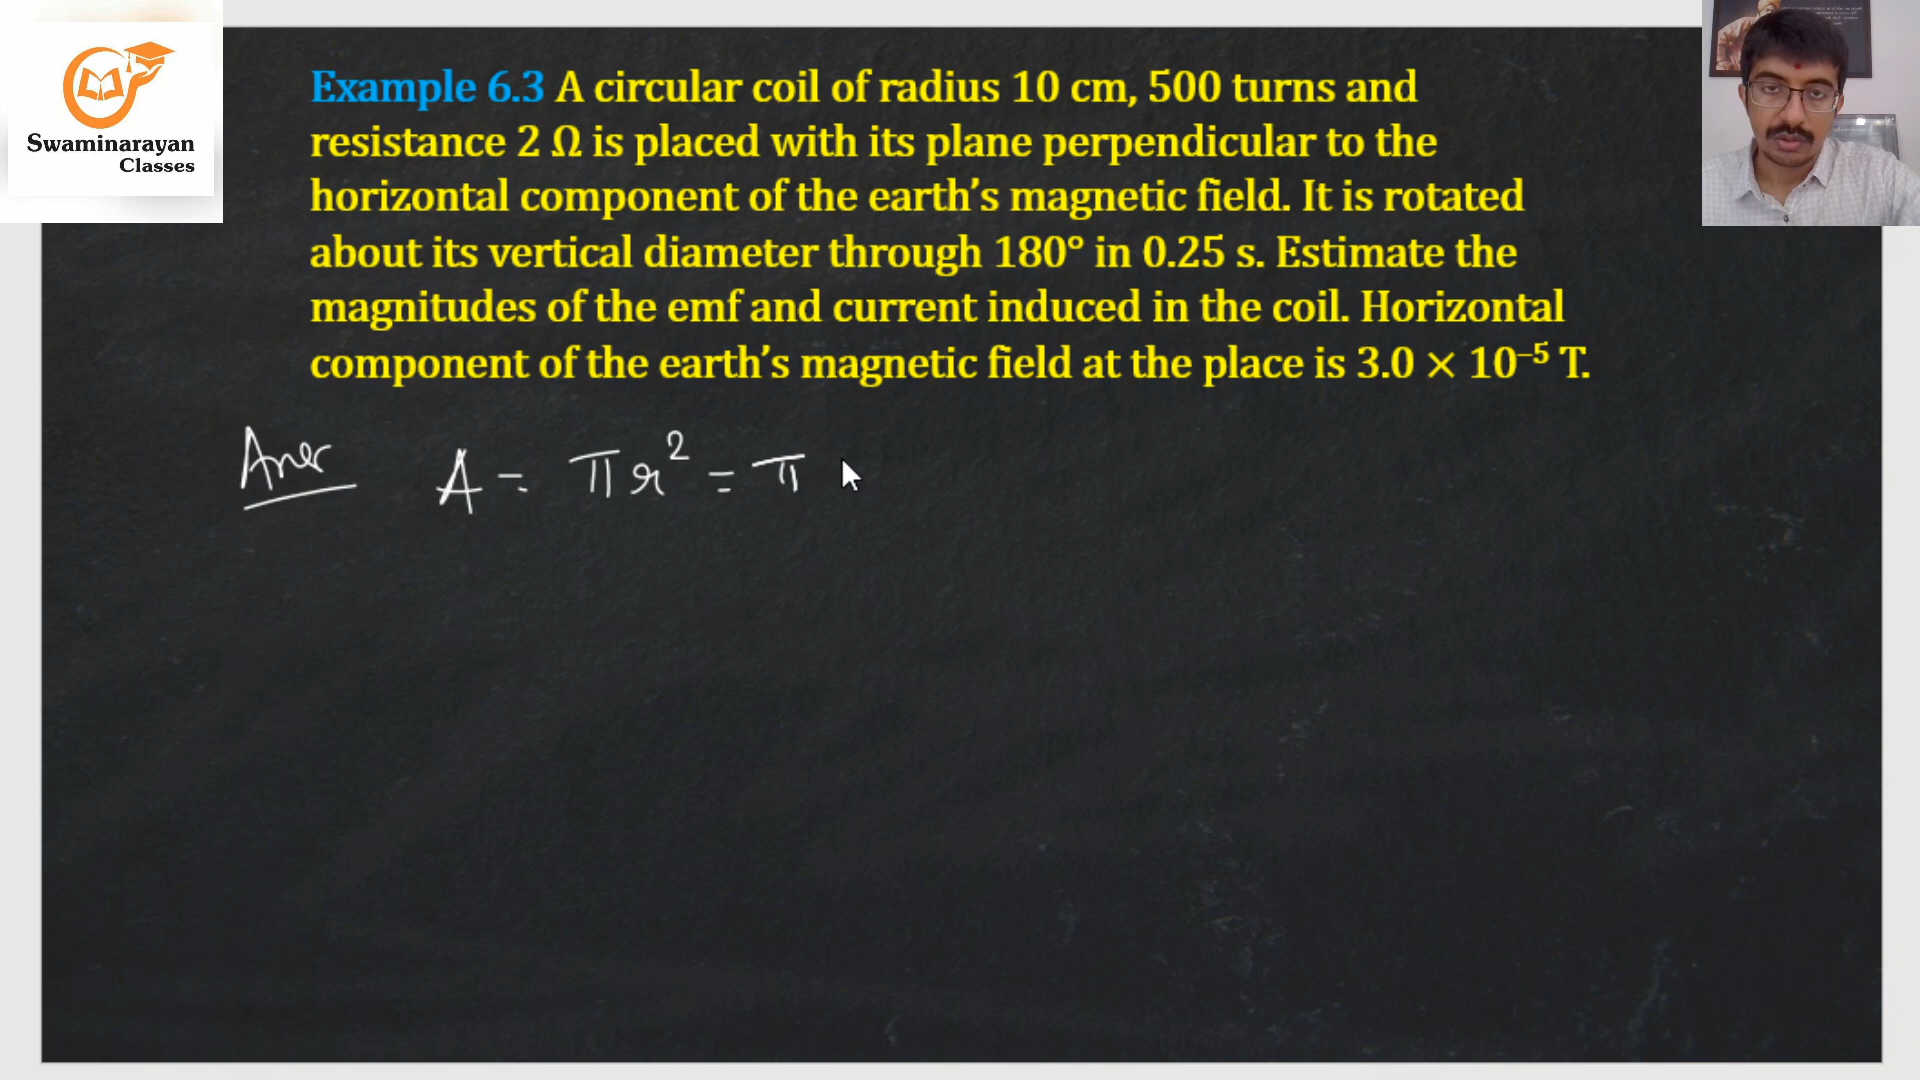 Swaminarayan
Classes
Example 6.3 A circular coil of radius 10 cm, 500 turns and
resistance 2 Ω is placed with its plane perpendicular to the
horizontal component of the earth’s magnetic field. It is rotated
about its vertical diameter through 180° in 0.25 s. Estimate the
magnitudes of the emf and current induced in the coil. Horizontal
component of the earth’s magnetic field at the place is 3.0 × 10⁻⁵ T.
A = πr² = π